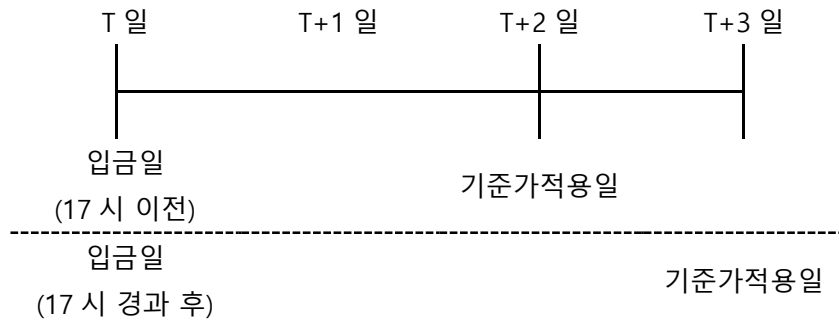 T 일 T+1 일 T+2 일 T+3 일
입금일
(17 시 이전)
기준가적용일
입금일
(17 시 경과 후)
기준가적용일